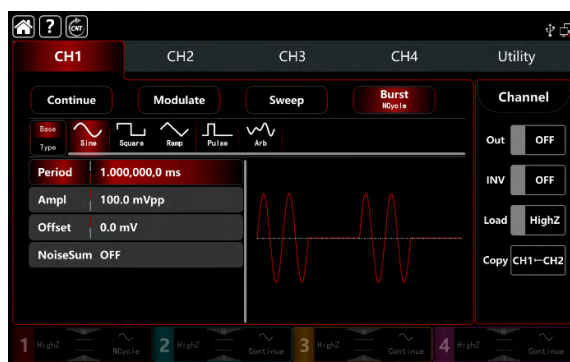 ? CNT
CH1 CH2 CH3 CH4 Utility
Continue Modulate Sweep Burst Channel
NCycle
Base
Type Sine Square Ramp Pulse Arb
Out OFF
Period 1.000,000,0 ms
INV OFF
Ampl 100.0 mVpp
Offset 0.0 mV
Load HighZ
NoiseSum OFF
Copy CH1←CH2
1 HighZ NCycle 2 HighZ Continue 3 HighZ Continue 4 HighZ Continue